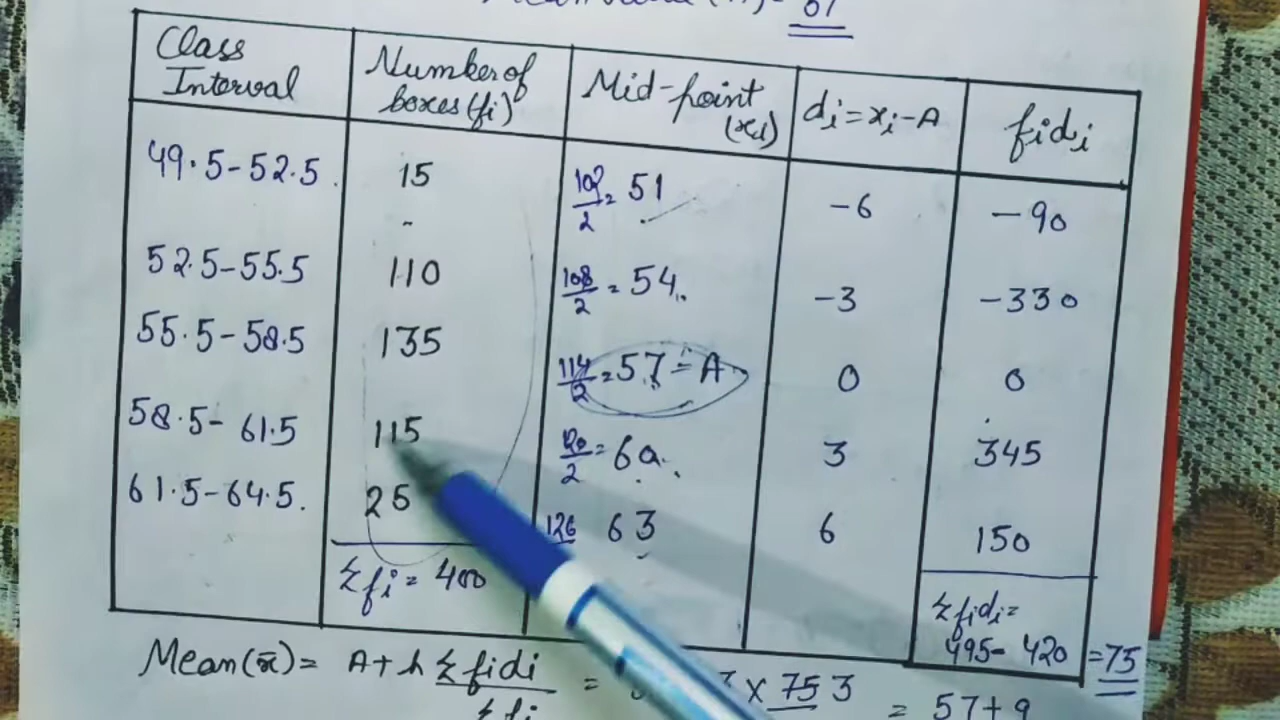 57
Class Interval | Number of boxes (fi) | Mid-point (xi) | di = xi - A | fidi
49.5 - 52.5 | 15 | 102/2 = 51 | -6 | -90
52.5 - 55.5 | 110 | 108/2 = 54 | -3 | -330
55.5 - 58.5 | 135 | 114/2 = 57 = A | 0 | 0
58.5 - 61.5 | 115 | 120/2 = 60 | 3 | 345
61.5 - 64.5 | 25 | 126 63 | 6 | 150
Σfi = 400 | Σfidi = 495 - 420 = 75
Mean (x̄) = A + h Σfidi / Σfi = × 75 3 = 57 + 9